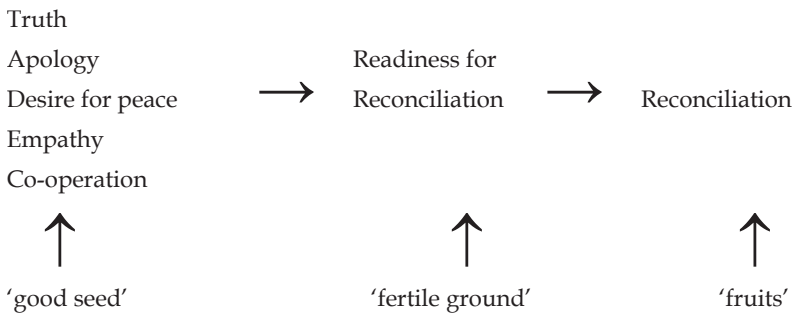 Truth
Apology
Desire for peace
Empathy
Co-operation
Readiness for
Reconciliation
Reconciliation
‘good seed’
‘fertile ground’
‘fruits’